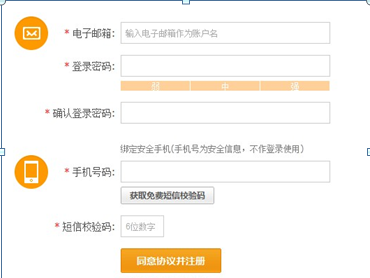 * 电子邮箱: 输入电子邮箱作为账户名
* 登录密码:
弱 中 强
* 确认登录密码:
绑定安全手机(手机号为安全信息，不作登录使用)
* 手机号码:
获取免费短信校验码
* 短信校验码: 6位数字
同意协议并注册